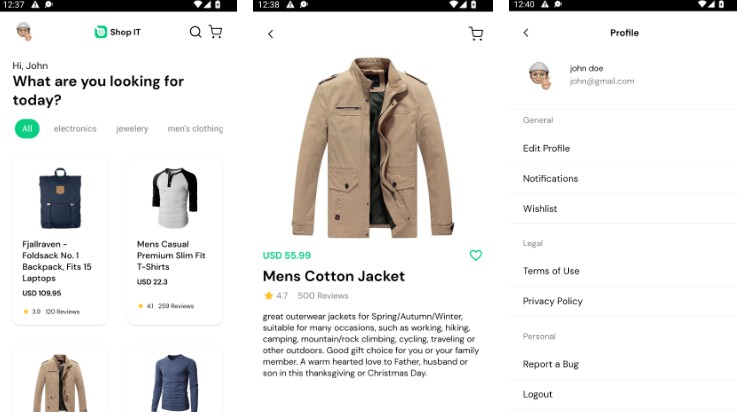 12:37
Shop IT
Hi, John
What are you looking for
today?
All
electronics
jewelery
men's clothing
Fjallraven -
Foldsack No. 1
Backpack, Fits 15
Laptops
USD 109.95
3.9 120 Reviews
Mens Casual
Premium Slim Fit
T-Shirts
USD 22.3
4.1 259 Reviews
12:38
USD 55.99
Mens Cotton Jacket
4.7 500 Reviews
great outerwear jackets for Spring/Autumn/Winter,
suitable for many occasions, such as working, hiking,
camping, mountain/rock climbing, cycling, traveling or
other outdoors. Good gift choice for you or your family
member. A warm hearted love to Father, husband or
son in this thanksgiving or Christmas Day.
12:40
Profile
john doe
john@gmail.com
General
Edit Profile
Notifications
Wishlist
Legal
Terms of Use
Privacy Policy
Personal
Report a Bug
Logout